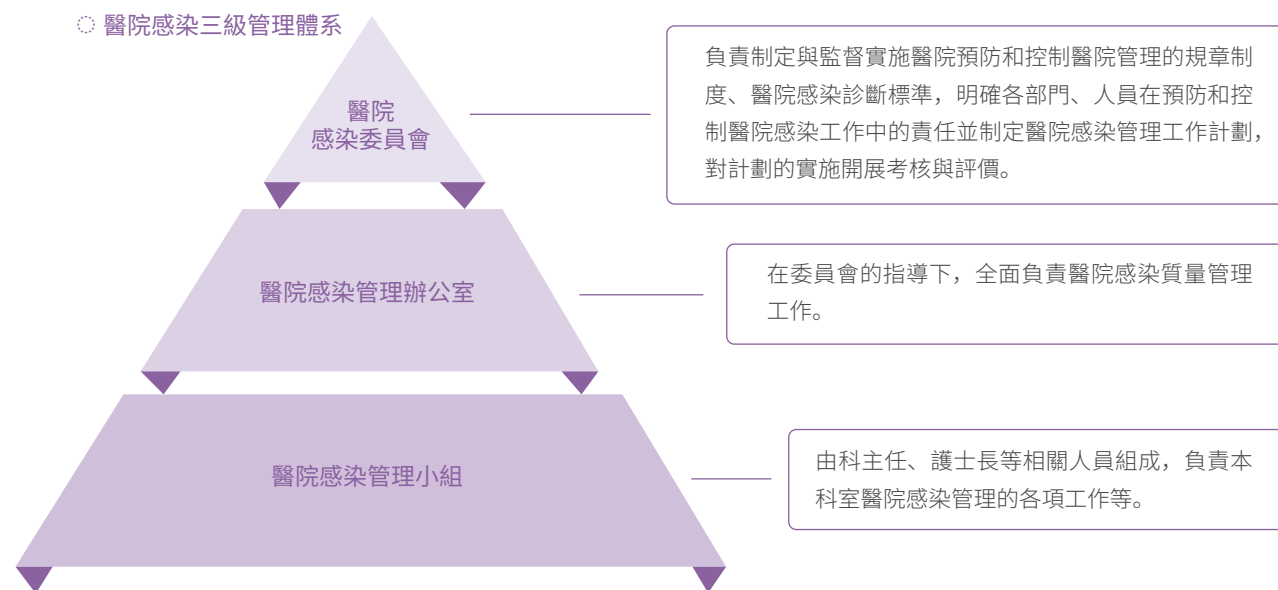 醫院感染三級管理體系
醫院
感染委員會
負責制定與監督實施醫院預防和控制醫院管理的規章制
度、醫院感染診斷標準，明確各部門、人員在預防和控
制醫院感染工作中的責任並制定醫院感染管理工作計劃，
對計劃的實施開展考核與評價。
醫院感染管理辦公室
在委員會的指導下，全面負責醫院感染質量管理
工作。
醫院感染管理小組
由科主任、護士長等相關人員組成，負責本
科室醫院感染管理的各項工作等。